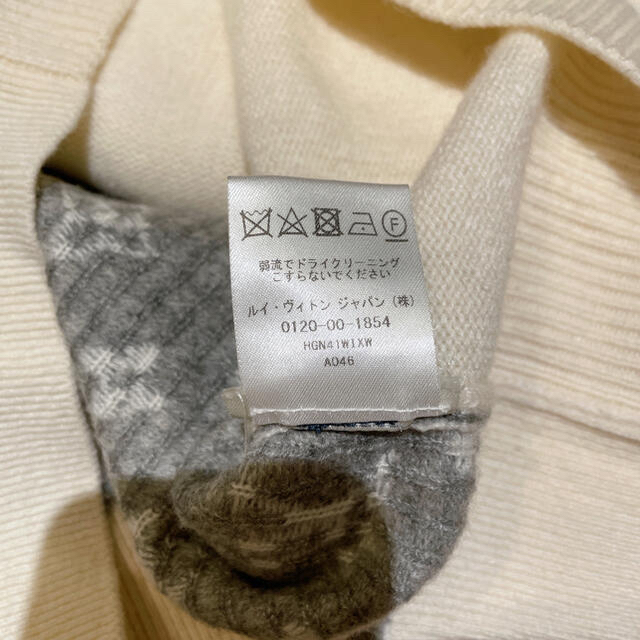 F
弱流でドライクリーニング
こすらないでください
ルイ・ヴィトン ジャパン（株）
0120-00-1854
HGN41W1XW
A046